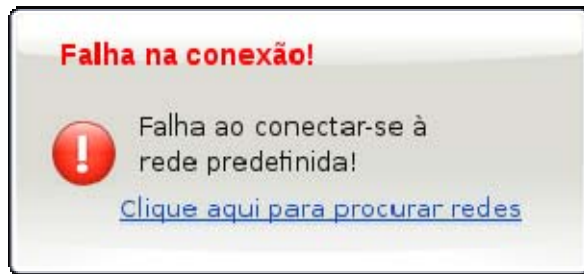 Falha na conexão!
Falha ao conectar-se à
rede predefinida!
Clique aqui para procurar redes